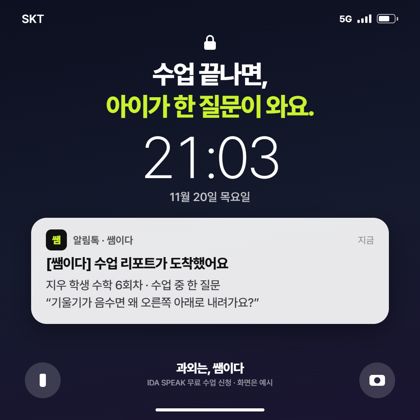 SKT
5G
수업 끝나면,
아이가 한 질문이 와요.
21:03
11월 20일 목요일
쌤 알림톡 · 쌤이다 지금
[쌤이다] 수업 리포트가 도착했어요
지우 학생 수학 6회차 · 수업 중 한 질문
“기울기가 음수면 왜 오른쪽 아래로 내려가요?”
과외는, 쌤이다
IDA SPEAK 무료 수업 신청 · 화면은 예시